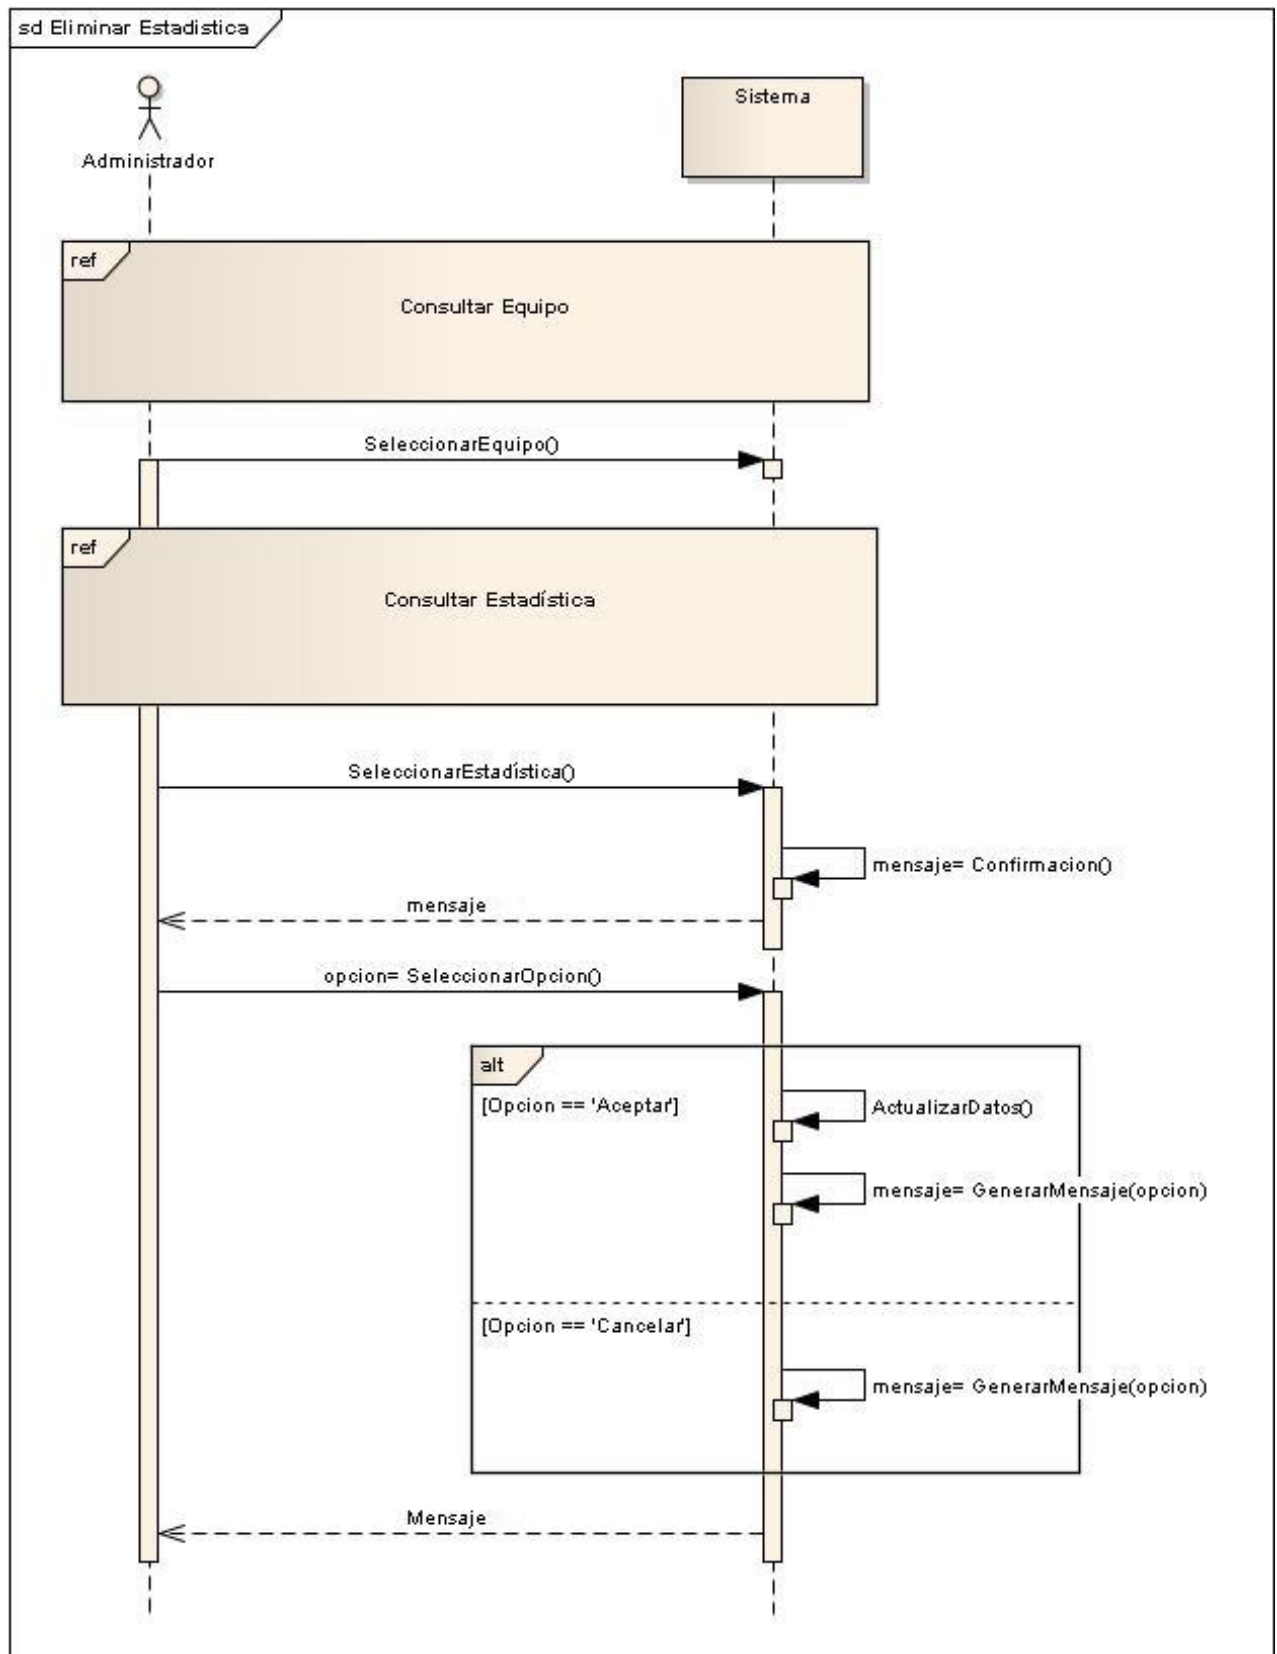 sd Eliminar Estadistica
Administrador
Sistema
ref
Consultar Equipo
SeleccionarEquipo()
ref
Consultar Estadística
SeleccionarEstadística()
mensaje= Confirmacion()
mensaje
opcion= SeleccionarOpcion()
alt
[Opcion == 'Aceptar']
ActualizarDatos()
mensaje= GenerarMensaje(opcion)
[Opcion == 'Cancelar']
mensaje= GenerarMensaje(opcion)
Mensaje